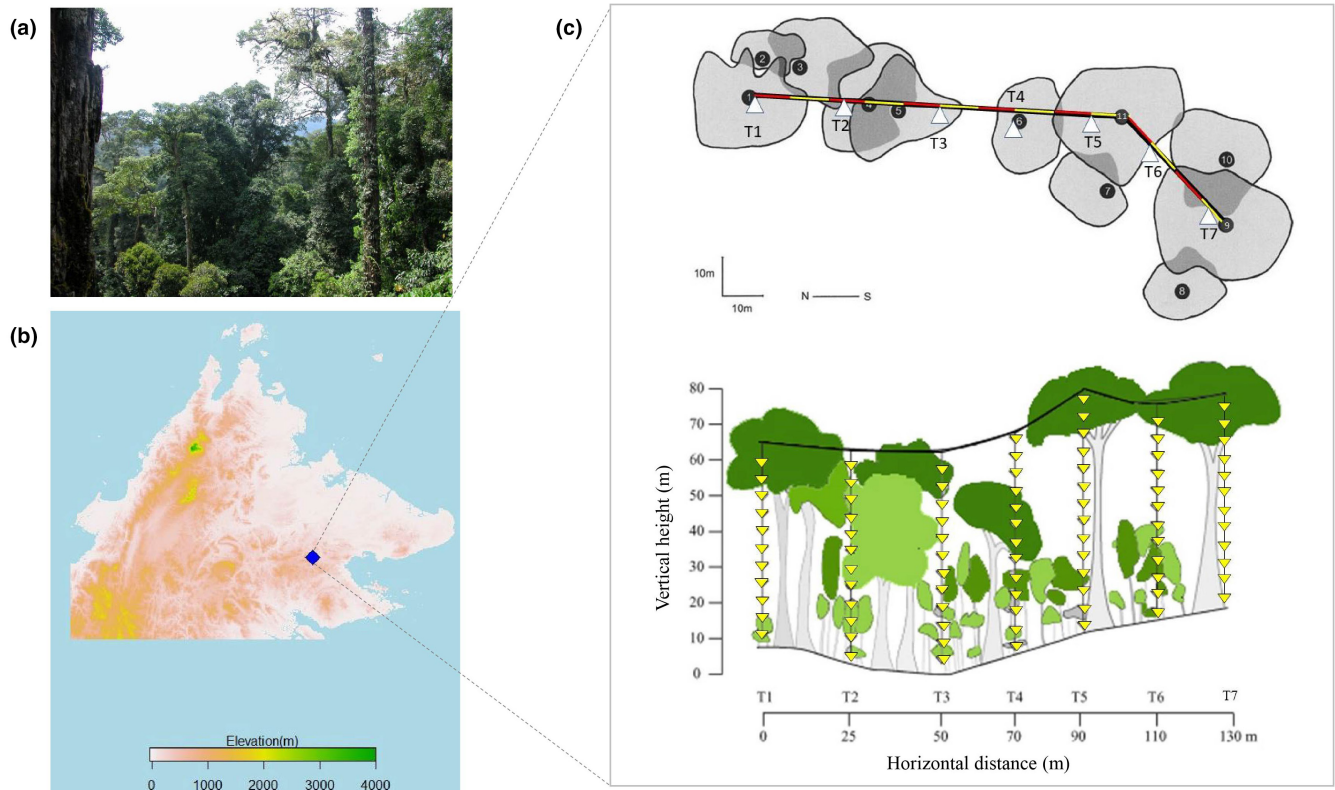 (a)
(b)
Elevation(m)
0 1000 2000 3000 4000
(c)
2
3
1
4
5
6
11
7
10
9
8
T1
T2
T3
T4
T5
T6
T7
10m
10m
N S
80
70
60
50
40
30
20
10
0
Vertical height (m)
T1 T2 T3 T4 T5 T6 T7
0 25 50 70 90 110 130 m
Horizontal distance (m)